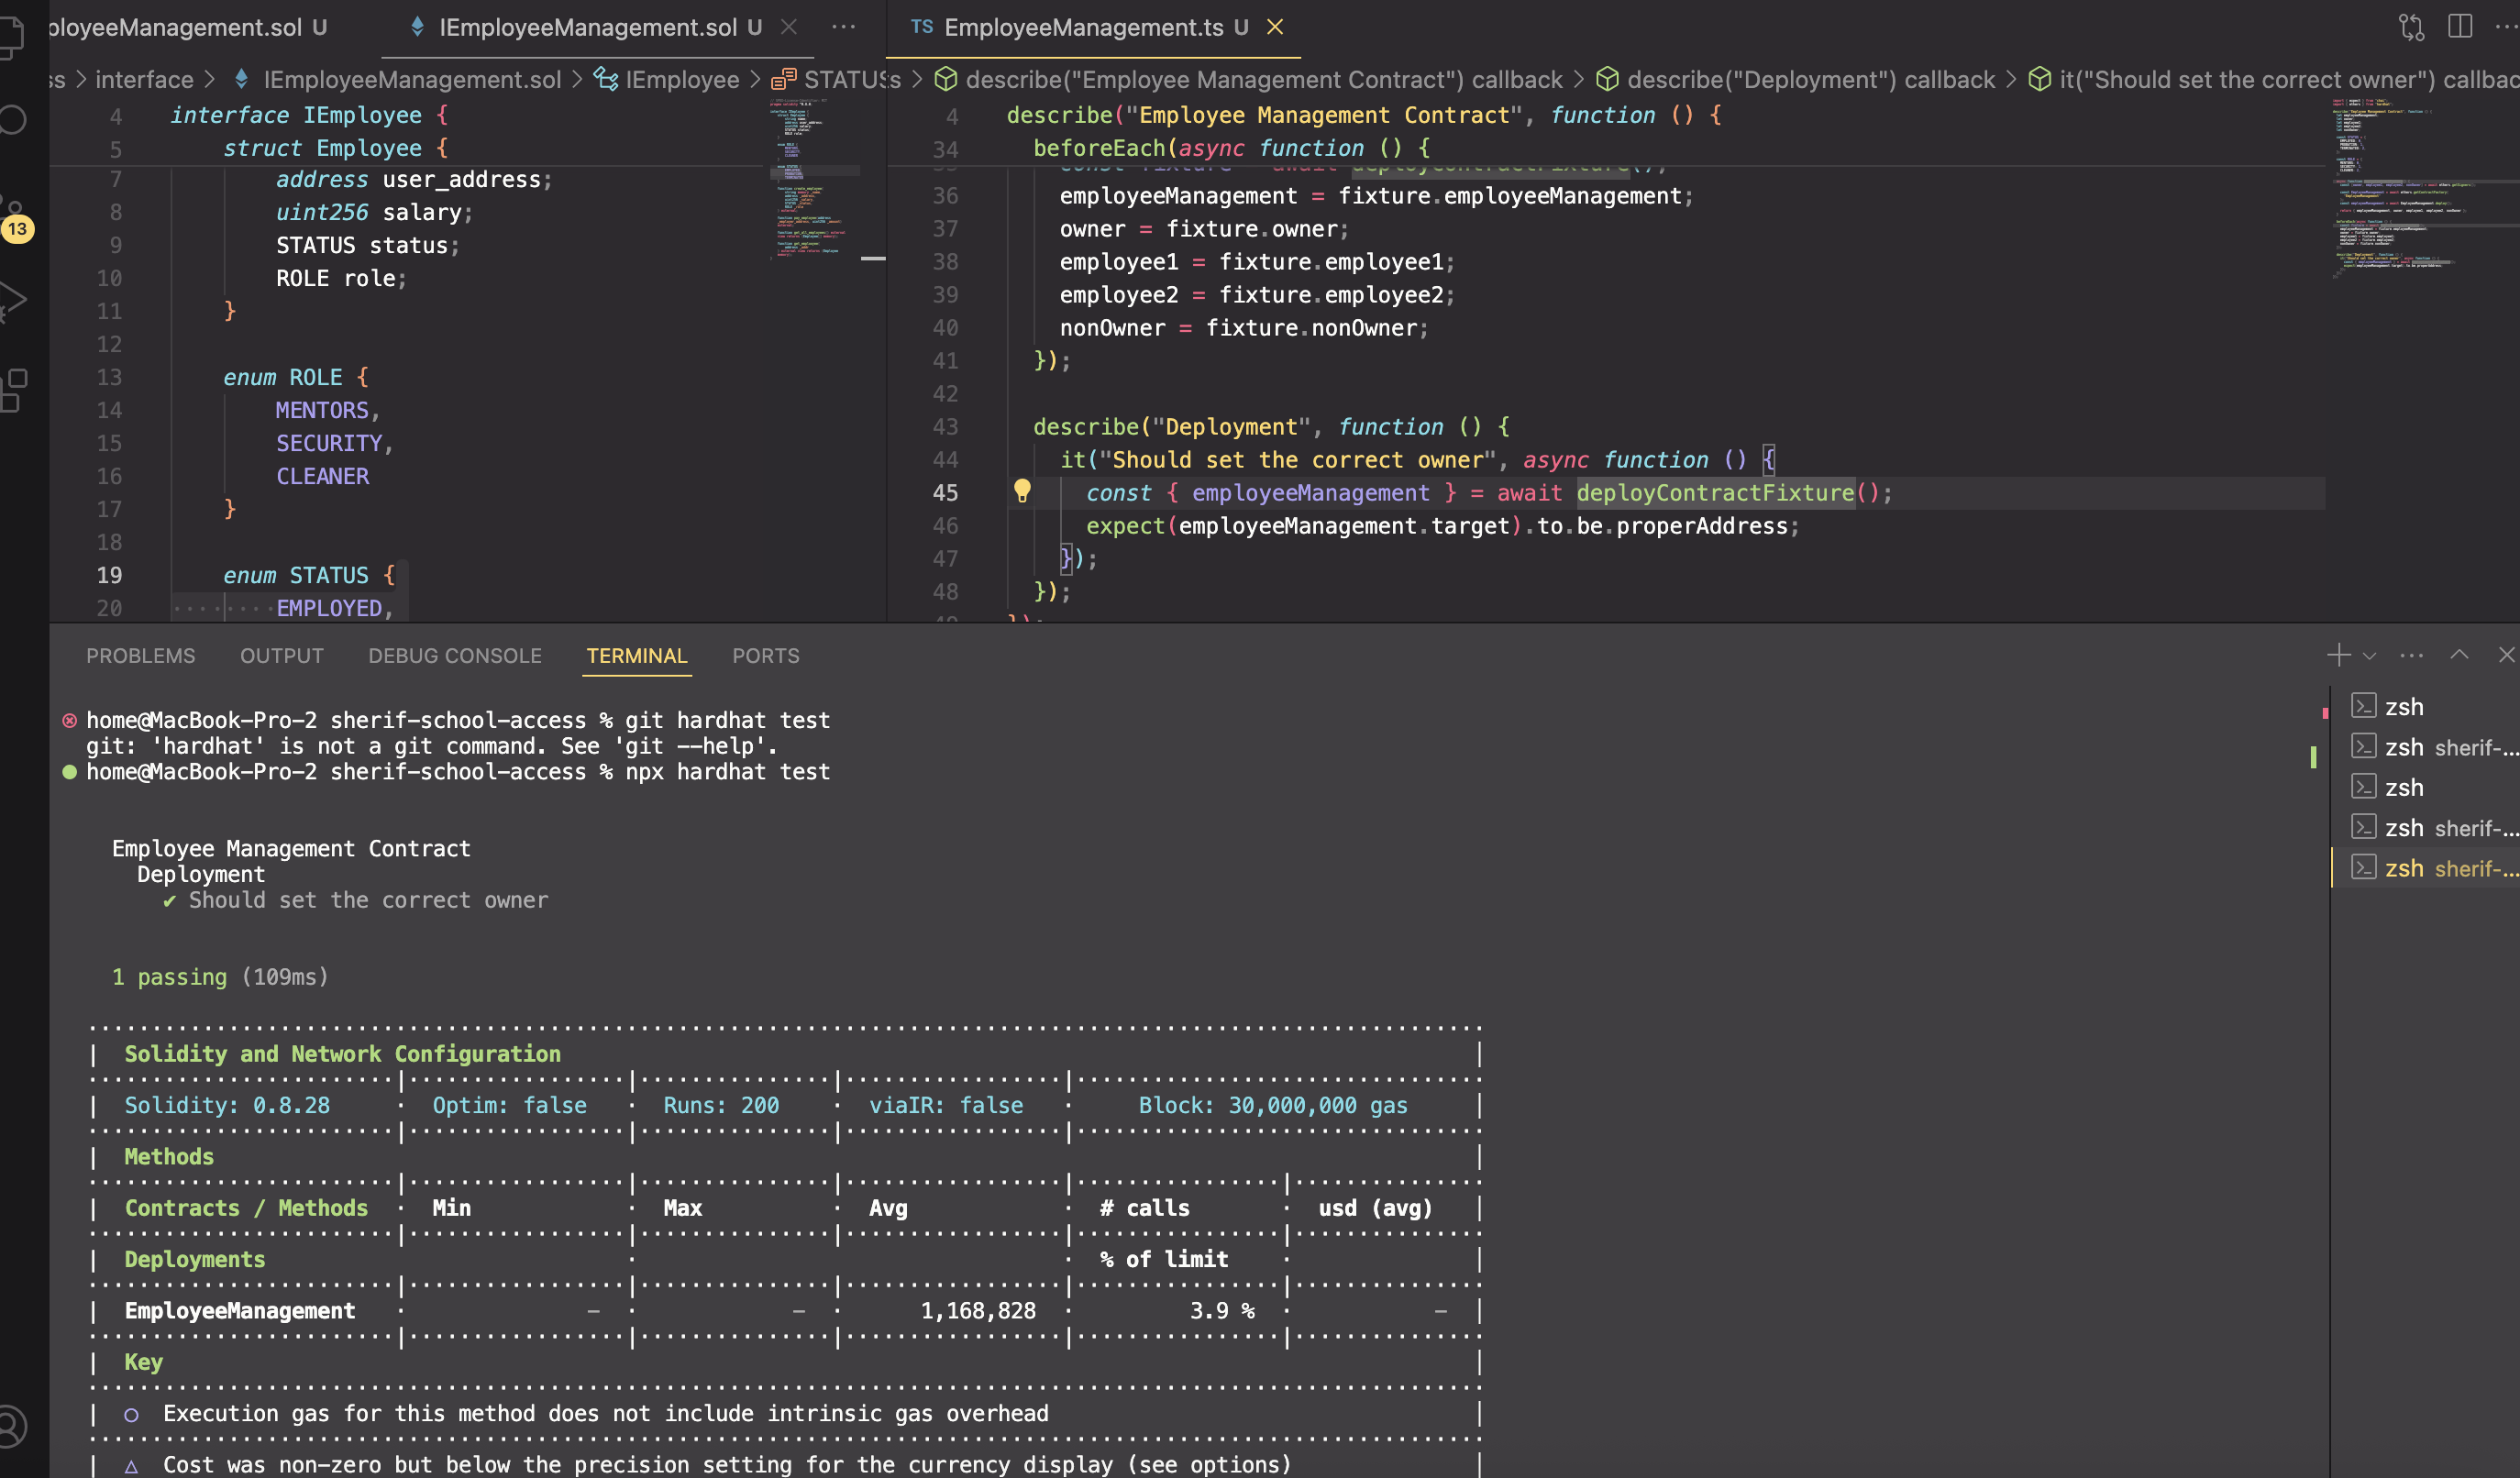 ployeeManagement.sol U
IEmployeeManagement.sol U
TS EmployeeManagement.ts U
ss > interface > IEmployeeManagement.sol > IEmployee > STATUS
s > describe("Employee Management Contract") callback > describe("Deployment") callback > it("Should set the correct owner") callbac
13
4 interface IEmployee {
5 struct Employee {
7 address user_address;
8 uint256 salary;
9 STATUS status;
10 ROLE role;
11 }
12
13 enum ROLE {
14 MENTORS,
15 SECURITY,
16 CLEANER
17 }
18
19 enum STATUS {
20 EMPLOYED,
4 describe("Employee Management Contract", function () {
34 beforeEach(async function () {
35 const fixture = await deployContractFixture();
36 employeeManagement = fixture.employeeManagement;
37 owner = fixture.owner;
38 employee1 = fixture.employee1;
39 employee2 = fixture.employee2;
40 nonOwner = fixture.nonOwner;
41 });
42
43 describe("Deployment", function () {
44 it("Should set the correct owner", async function () {
45 const { employeeManagement } = await deployContractFixture();
46 expect(employeeManagement.target).to.be.properAddress;
47 });
48 });
49 });
PROBLEMS OUTPUT DEBUG CONSOLE TERMINAL PORTS
home@MacBook-Pro-2 sherif-school-access % git hardhat test
git: 'hardhat' is not a git command. See 'git --help'.
home@MacBook-Pro-2 sherif-school-access % npx hardhat test
Employee Management Contract
Deployment
✔ Should set the correct owner
1 passing (109ms)
| Solidity and Network Configuration |
| Solidity: 0.8.28 · Optim: false · Runs: 200 · viaIR: false · Block: 30,000,000 gas |
| Methods |
| Contracts / Methods · Min · Max · Avg · # calls · usd (avg) |
| Deployments · · % of limit · |
| EmployeeManagement · - · - · 1,168,828 · 3.9 % · - |
| Key |
| ○ Execution gas for this method does not include intrinsic gas overhead |
| △ Cost was non-zero but below the precision setting for the currency display (see options) |
zsh
zsh sherif-...
zsh
zsh sherif-...
zsh sherif-...